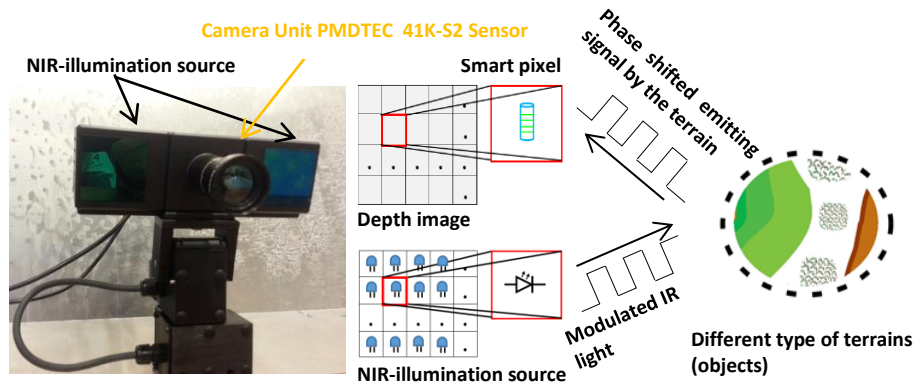 Camera Unit PMDTEC 41K-S2 Sensor
NIR-illumination source
Smart pixel
Depth image
NIR-illumination source
Phase shifted emitting
signal by the terrain
Modulated IR
light
Different type of terrains
(objects)